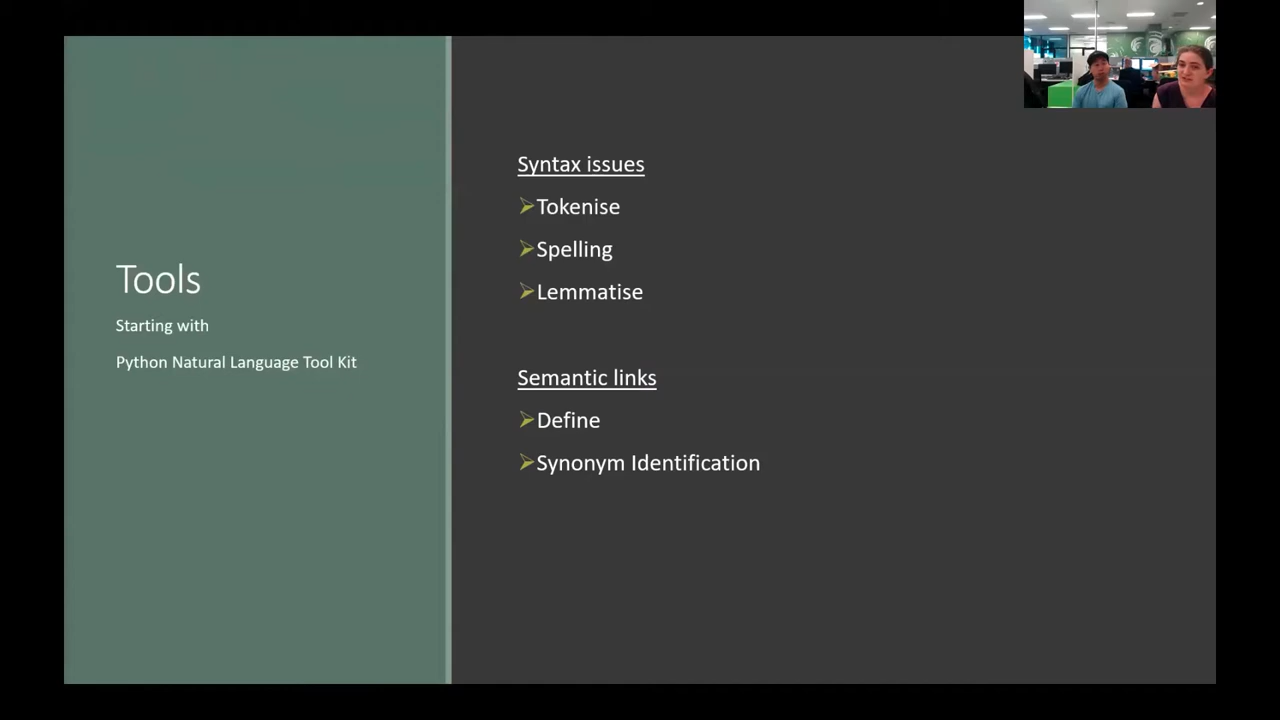 Tools
Starting with
Python Natural Language Tool Kit
Syntax issues
Tokenise
Spelling
Lemmatise
Semantic links
Define
Synonym Identification